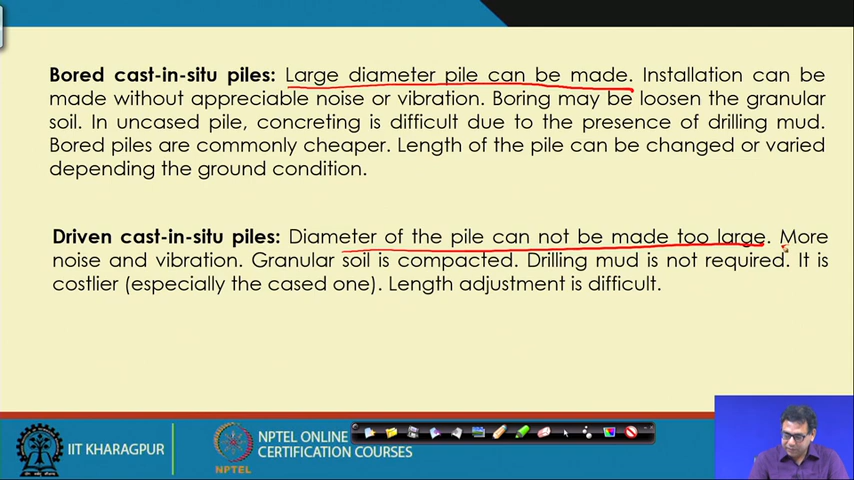 Bored cast-in-situ piles: Large diameter pile can be made. Installation can be
made without appreciable noise or vibration. Boring may be loosen the granular
soil. In uncased pile, concreting is difficult due to the presence of drilling mud.
Bored piles are commonly cheaper. Length of the pile can be changed or varied
depending the ground condition.
Driven cast-in-situ piles: Diameter of the pile can not be made too large. More
noise and vibration. Granular soil is compacted. Drilling mud is not required. It is
costlier (especially the cased one). Length adjustment is difficult.
IIT KHARAGPUR
NPTEL
NPTEL ONLINE
CERTIFICATION COURSES